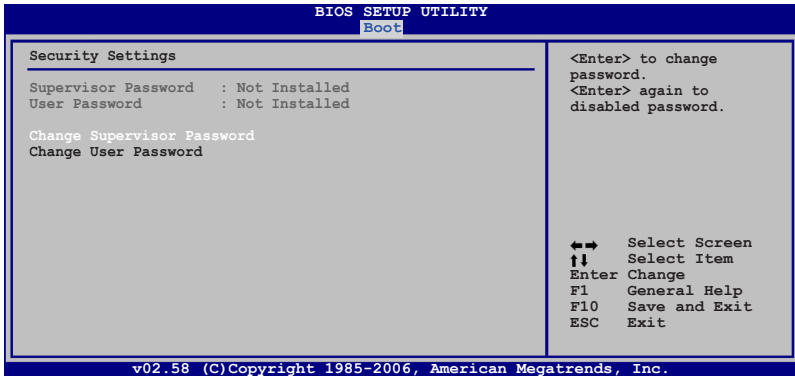 BIOS SETUP UTILITY
Boot
Security Settings
Supervisor Password : Not Installed
User Password : Not Installed
Change Supervisor Password
Change User Password
<Enter> to change
password.
<Enter> again to
disabled password.
←→ Select Screen
↑↓ Select Item
Enter Change
F1 General Help
F10 Save and Exit
ESC Exit
v02.58 (C)Copyright 1985-2006, American Megatrends, Inc.